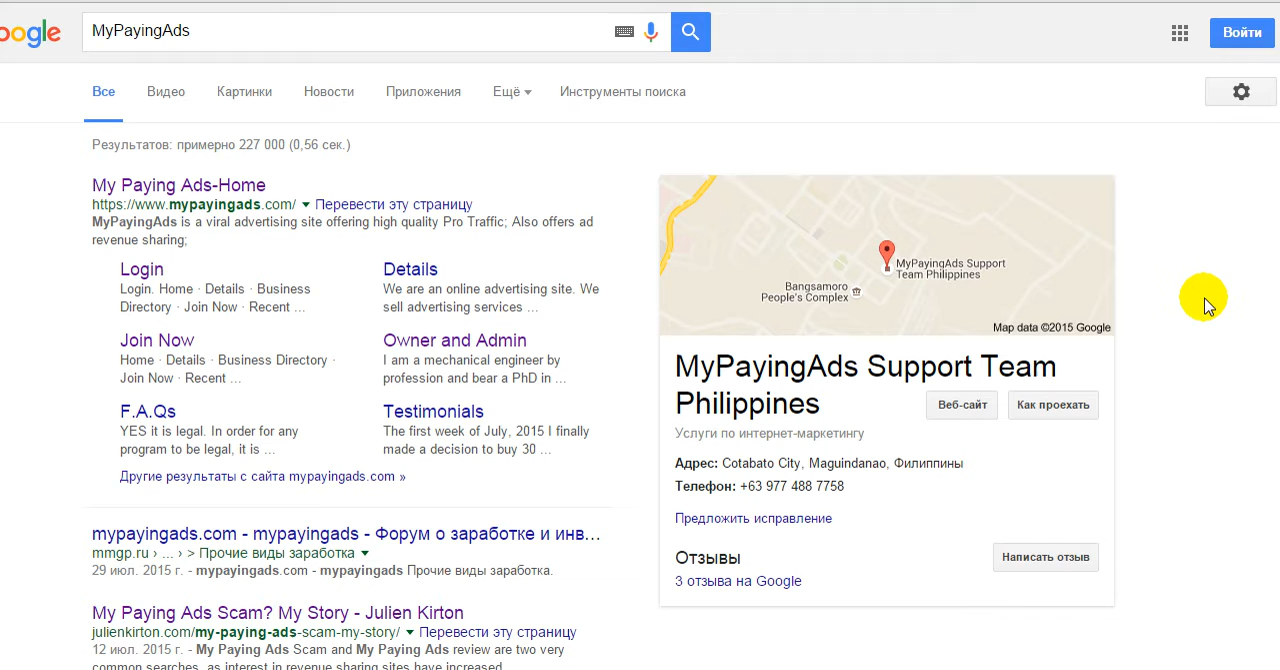 oogle
MyPayingAds
Войти
Все Видео Картинки Новости Приложения Ещё Инструменты поиска
Результатов: примерно 227 000 (0,56 сек.)
My Paying Ads-Home
https://www.mypayingads.com/ Перевести эту страницу
MyPayingAds is a viral advertising site offering high quality Pro Traffic; Also offers ad
revenue sharing;
Login
Login. Home · Details · Business
Directory · Join Now · Recent ...
Details
We are an online advertising site. We
sell advertising services ...
Join Now
Home · Details · Business Directory ·
Join Now · Recent ...
Owner and Admin
I am a mechanical engineer by
profession and bear a PhD in ...
F.A.Qs
YES it is legal. In order for any
program to be legal, it is ...
Testimonials
The first week of July, 2015 I finally
made a decision to buy 30 ...
Другие результаты с сайта mypayingads.com »
mypayingads.com - mypayingads - Форум о заработке и инв...
mmgp.ru › ... › > Прочие виды заработка
29 июл. 2015 г. - mypayingads.com - mypayingads Прочие виды заработка.
My Paying Ads Scam? My Story - Julien Kirton
julienkirton.com/my-paying-ads-scam-my-story/ Перевести эту страницу
12 июл. 2015 г. - My Paying Ads Scam and My Paying Ads review are two very
common searches, as interest in revenue sharing sites have increased
MyPayingAds Support
Team Philippines
Bangsamoro
People's Complex
Map data ©2015 Google
MyPayingAds Support Team
Philippines
Веб-сайт Как проехать
Услуги по интернет-маркетингу
Адрес: Cotabato City, Maguindanao, Филиппины
Телефон: +63 977 488 7758
Предложить исправление
Отзывы
Написать отзыв
3 отзыва на Google